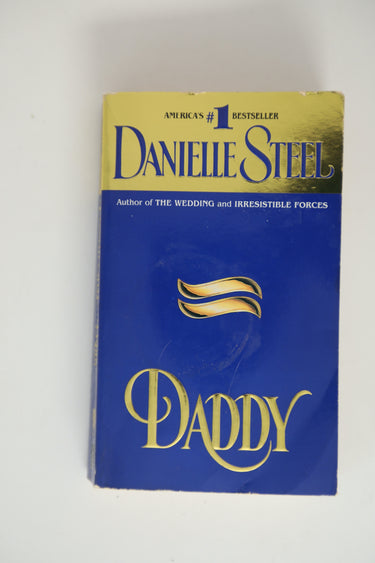 AMERICA'S #1 BESTSELLER
DANIELLE STEEL
Author of THE WEDDING and IRRESISTIBLE FORCES
DADDY